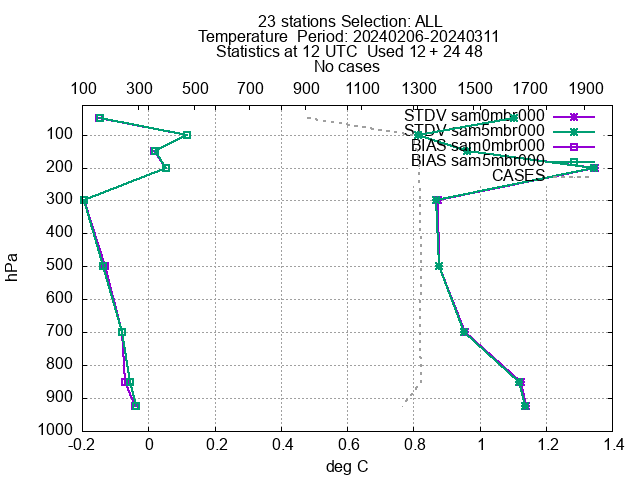 23 stations Selection: ALL
Temperature  Period: 20240206-20240311
Statistics at 12 UTC  Used 12 + 24 48
No cases
100 300 500 700 900 1100 1300 1500 1700 1900
STDV sam0mbr000
STDV sam5mbr000
BIAS sam0mbr000
BIAS sam5mbr000
CASES
100
200
300
400
500
600
700
800
900
1000
hPa
-0.2 0 0.2 0.4 0.6 0.8 1 1.2 1.4
deg C